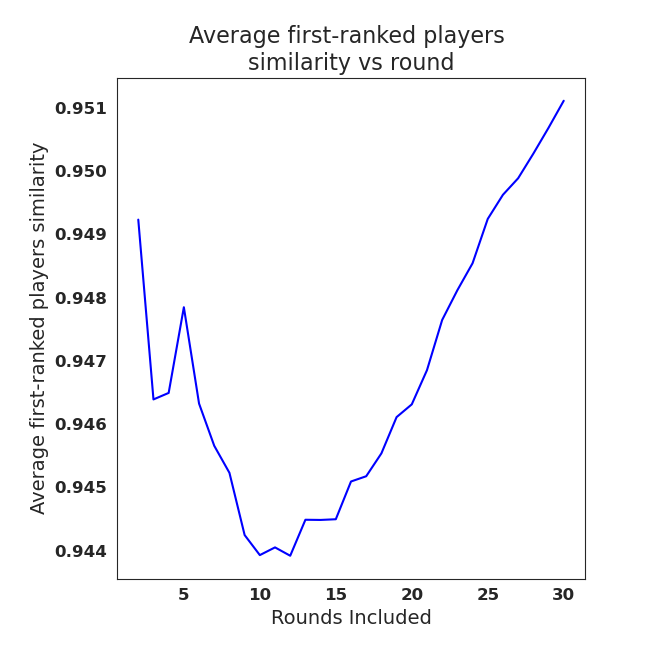 Average first-ranked players
similarity vs round
Average first-ranked players similarity
0.951
0.950
0.949
0.948
0.947
0.946
0.945
0.944
5 10 15 20 25 30
Rounds Included